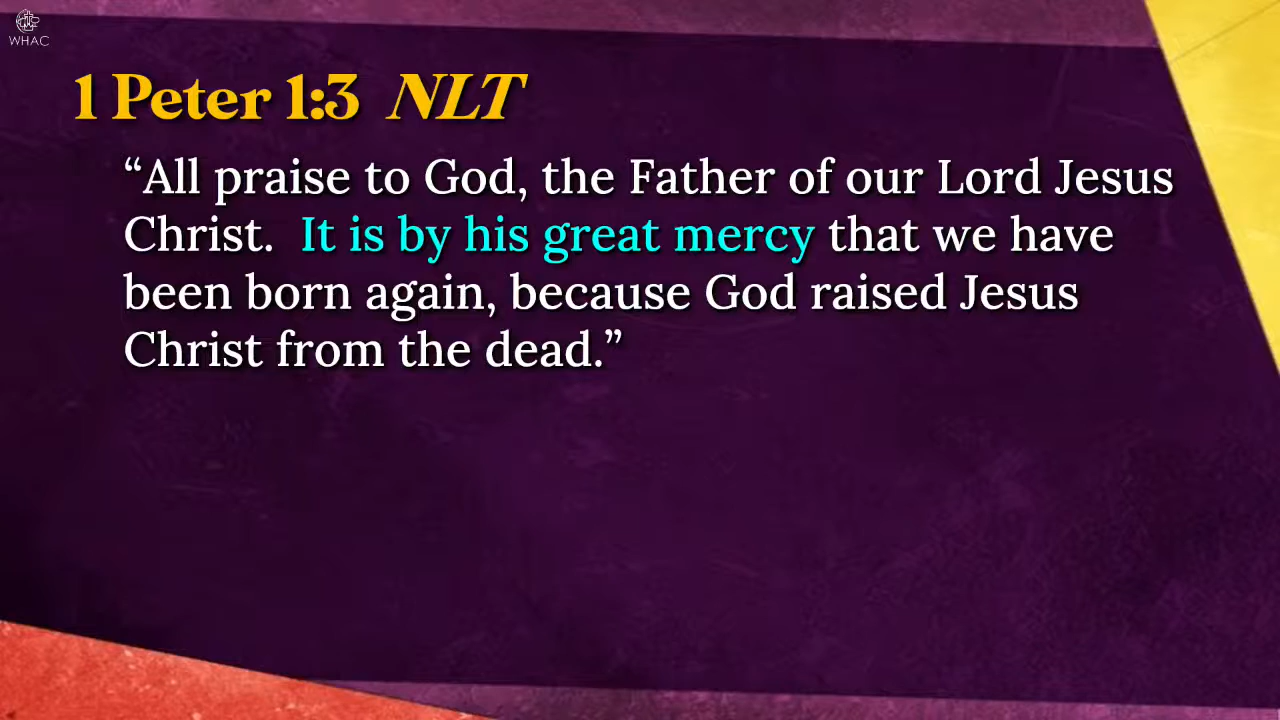 WHAC
1 Peter 1:3 NLT
“All praise to God, the Father of our Lord Jesus
Christ. It is by his great mercy that we have
been born again, because God raised Jesus
Christ from the dead.”